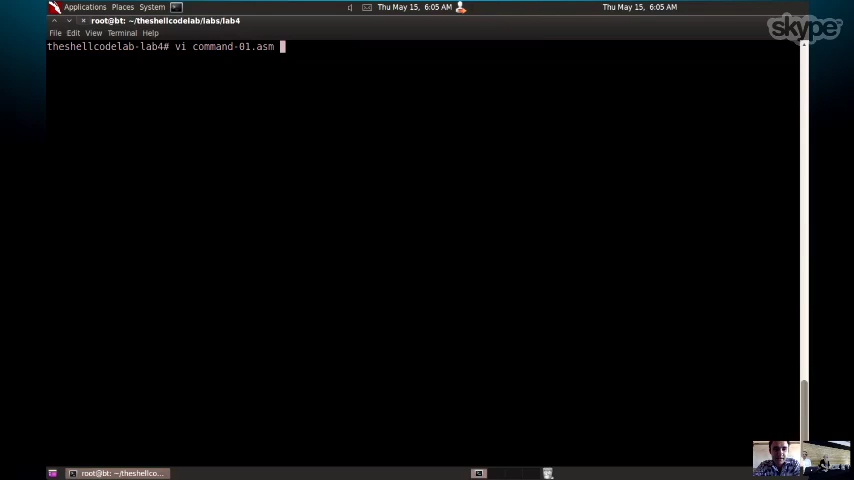 Applications Places System Thu May 15, 6:05 AM Thu May 15, 6:05 AM
skype
root@bt: ~/theshellcodelab/labs/lab4
File Edit View Terminal Help
theshellcodelab-lab4# vi command-01.asm
root@bt: ~/theshellco...